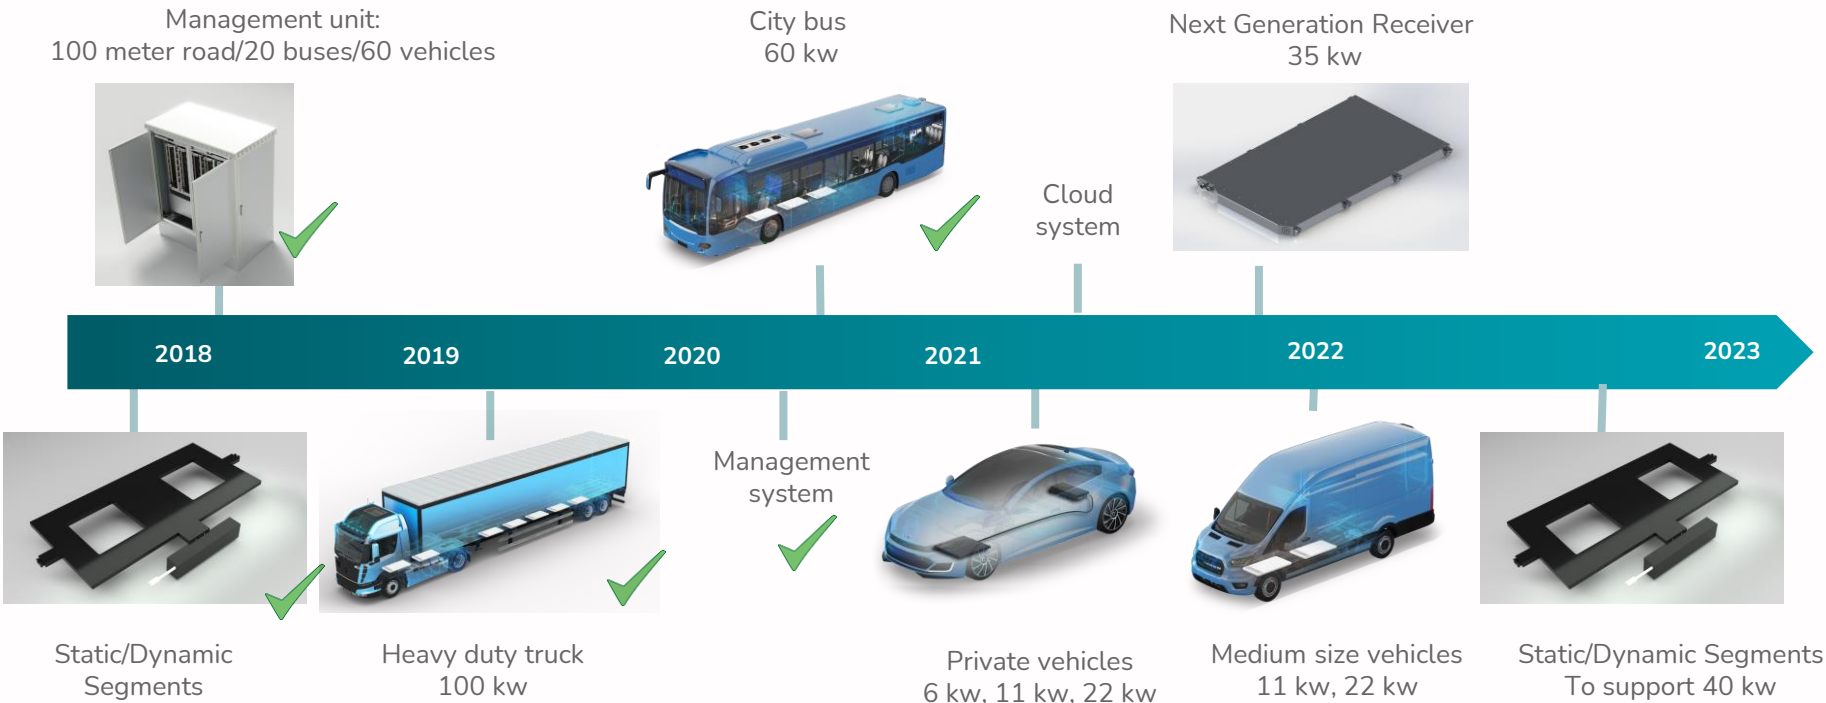 Management unit:
100 meter road/20 buses/60 vehicles
City bus
60 kw
Next Generation Receiver
35 kw
Cloud
system
2018
2019
2020
2021
2022
2023
Management
system
Static/Dynamic
Segments
Heavy duty truck
100 kw
Private vehicles
6 kw, 11 kw, 22 kw
Medium size vehicles
11 kw, 22 kw
Static/Dynamic Segments
To support 40 kw